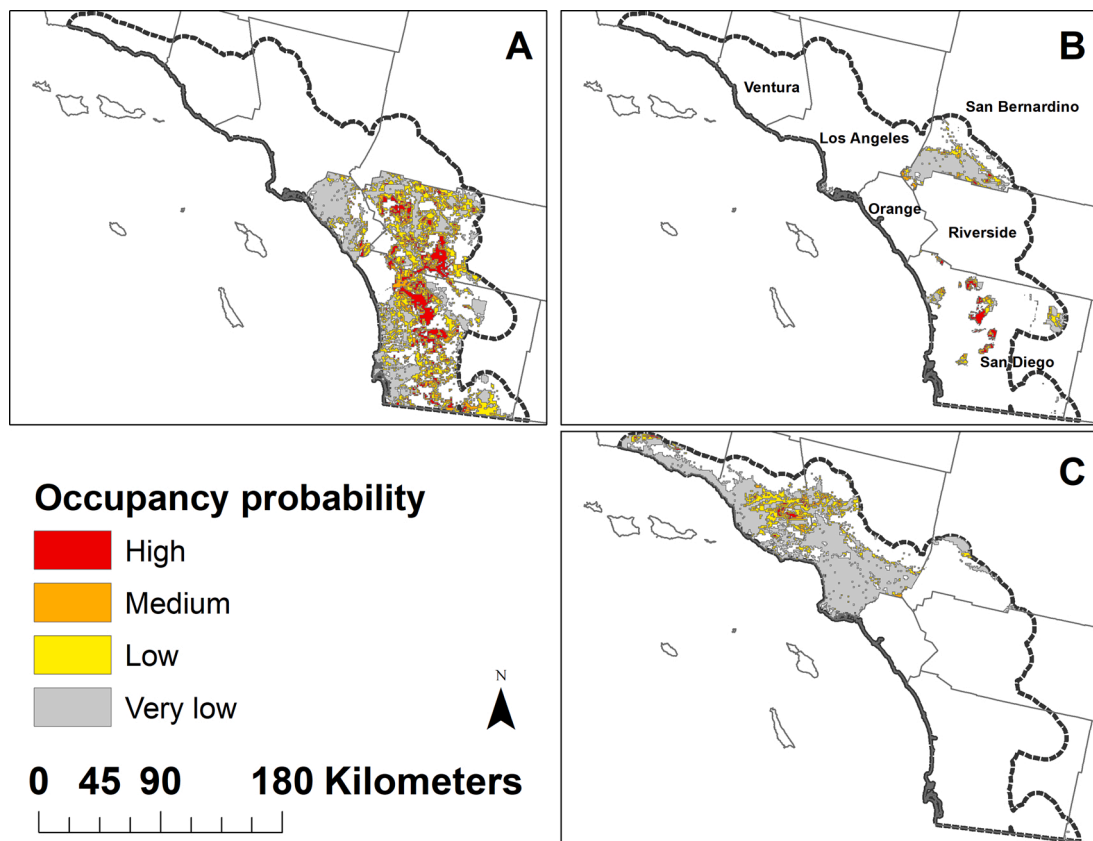 A
B
Ventura
San Bernardino
Los Angeles
Orange
Riverside
San Diego
C
Occupancy probability
High
Medium
Low
Very low
N
0 45 90 180 Kilometers